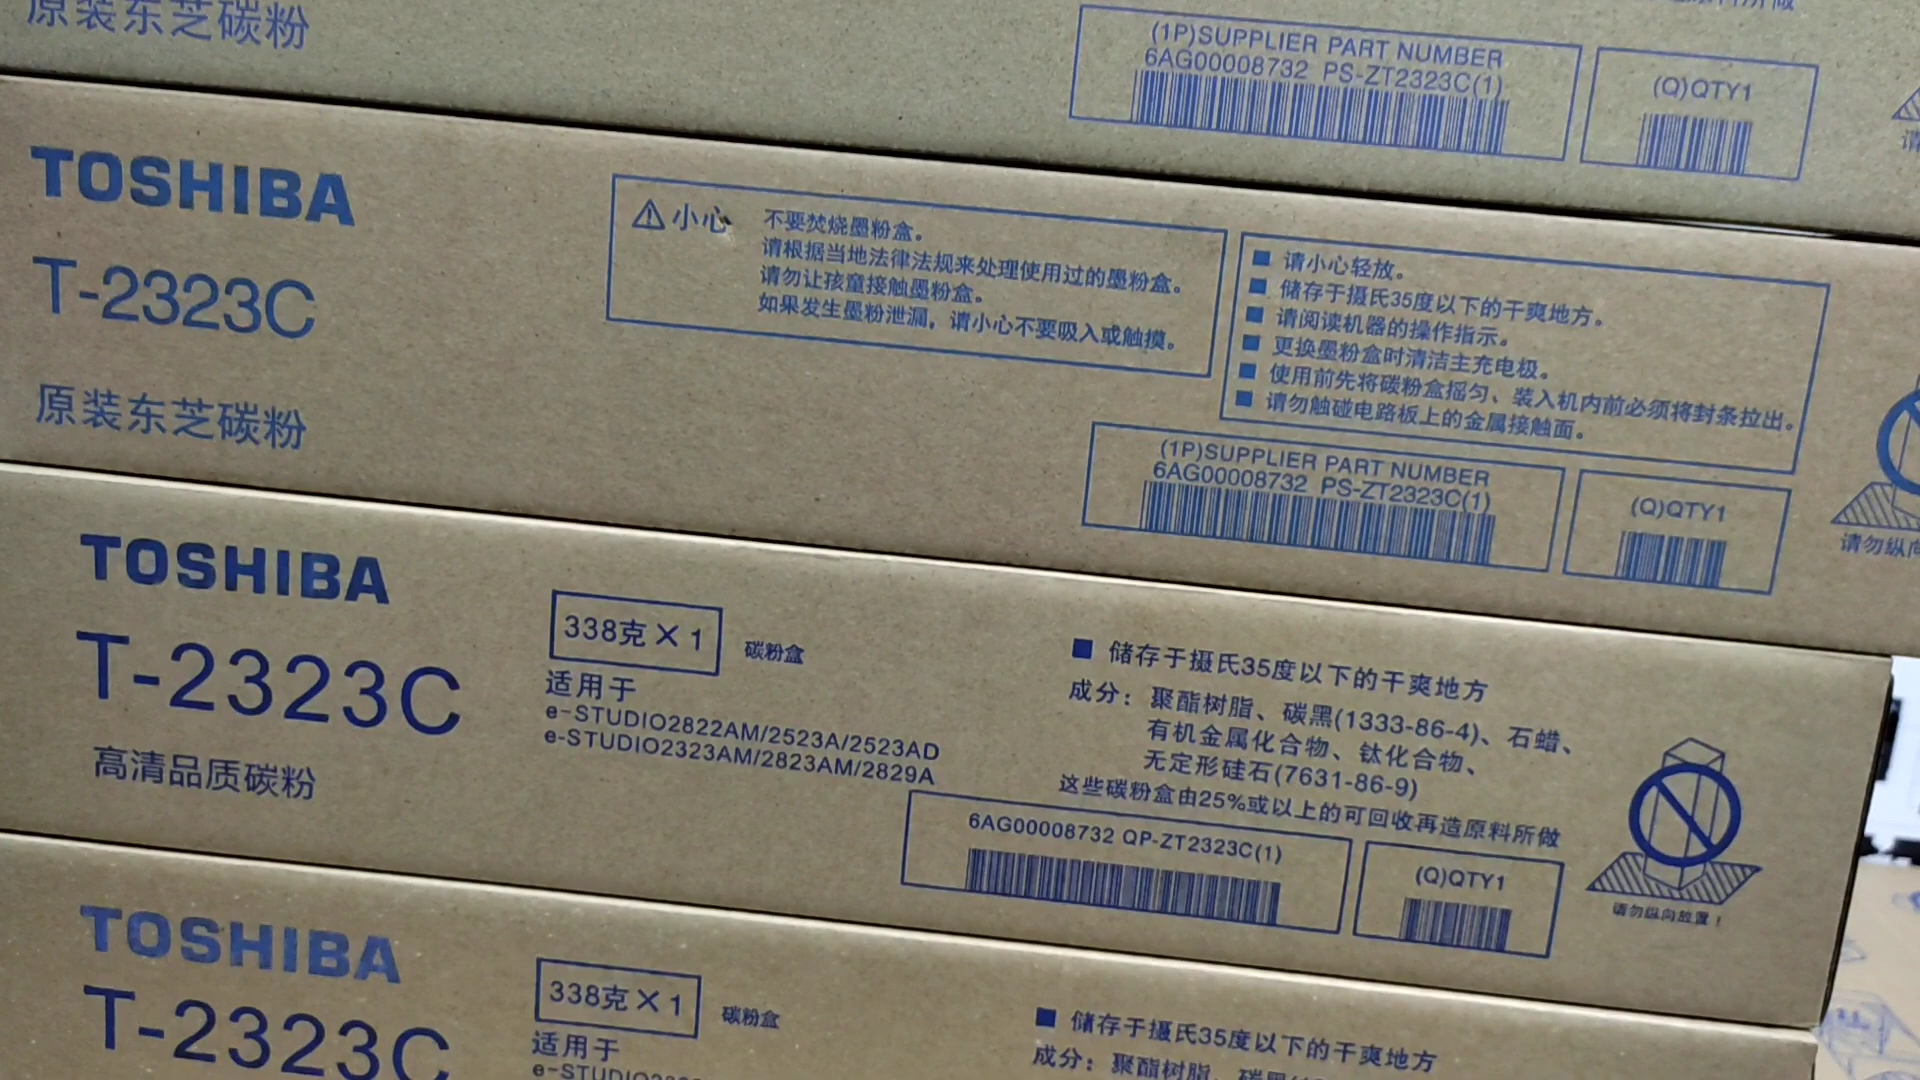 原装东芝碳粉
(1P)SUPPLIER PART NUMBER
6AG00008732 PS-ZT2323C(1)
(Q)QTY1
TOSHIBA
T-2323C
原装东芝碳粉
小心
不要焚烧墨粉盒。
请根据当地法律法规来处理使用过的墨粉盒。
请勿让孩童接触墨粉盒。
如果发生墨粉泄漏，请小心不要吸入或触摸。
■ 请小心轻放。
■ 储存于摄氏35度以下的干爽地方。
■ 请阅读机器的操作指示。
■ 更换墨粉盒时清洁主充电极。
■ 使用前先将碳粉盒摇匀、装入机内前必须将封条拉出。
■ 请勿触碰电路板上的金属接触面。
(1P)SUPPLIER PART NUMBER
6AG00008732 PS-ZT2323C(1)
(Q)QTY1
请勿纵向
TOSHIBA
T-2323C
高清品质碳粉
338克×1
碳粉盒
适用于
e-STUDIO2822AM/2523A/2523AD
e-STUDIO2323AM/2823AM/2829A
■ 储存于摄氏35度以下的干爽地方
成分：聚酯树脂、碳黑(1333-86-4)、石蜡、
有机金属化合物、钛化合物、
无定形硅石(7631-86-9)
这些碳粉盒由25%或以上的可回收再造原料所做
6AG00008732 QP-ZT2323C(1)
(Q)QTY1
请勿纵向放置！
TOSHIBA
T-2323C
338克×1
碳粉盒
适用于
■ 储存于摄氏35度以下的干爽地方
成分：聚酯树脂、碳黑